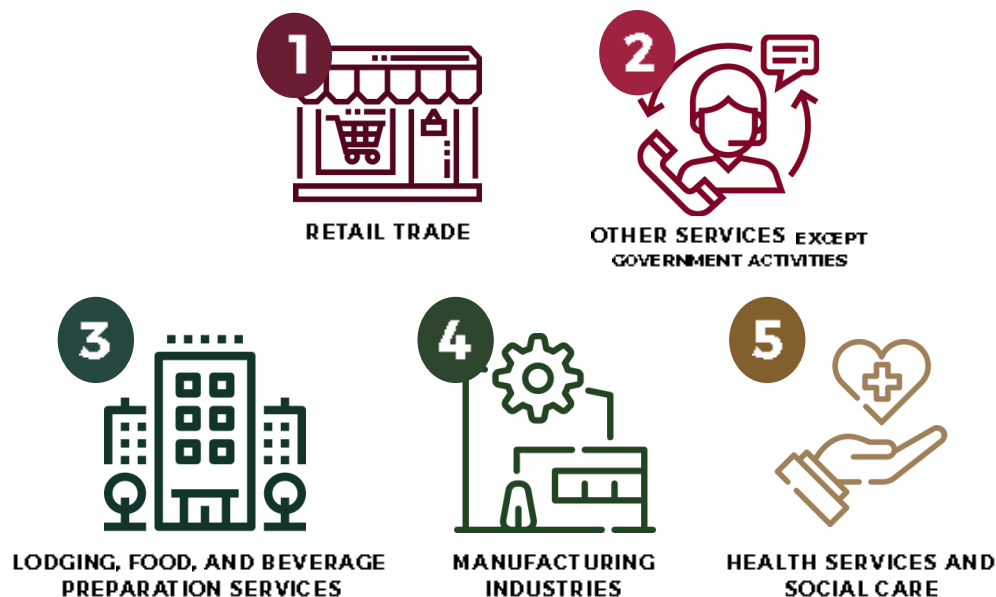 1
RETAIL TRADE
2
OTHER SERVICES EXCEPT
GOVERNMENT ACTIVITIES
3
LODGING, FOOD, AND BEVERAGE
PREPARATION SERVICES
4
MANUFACTURING
INDUSTRIES
5
HEALTH SERVICES AND
SOCIAL CARE